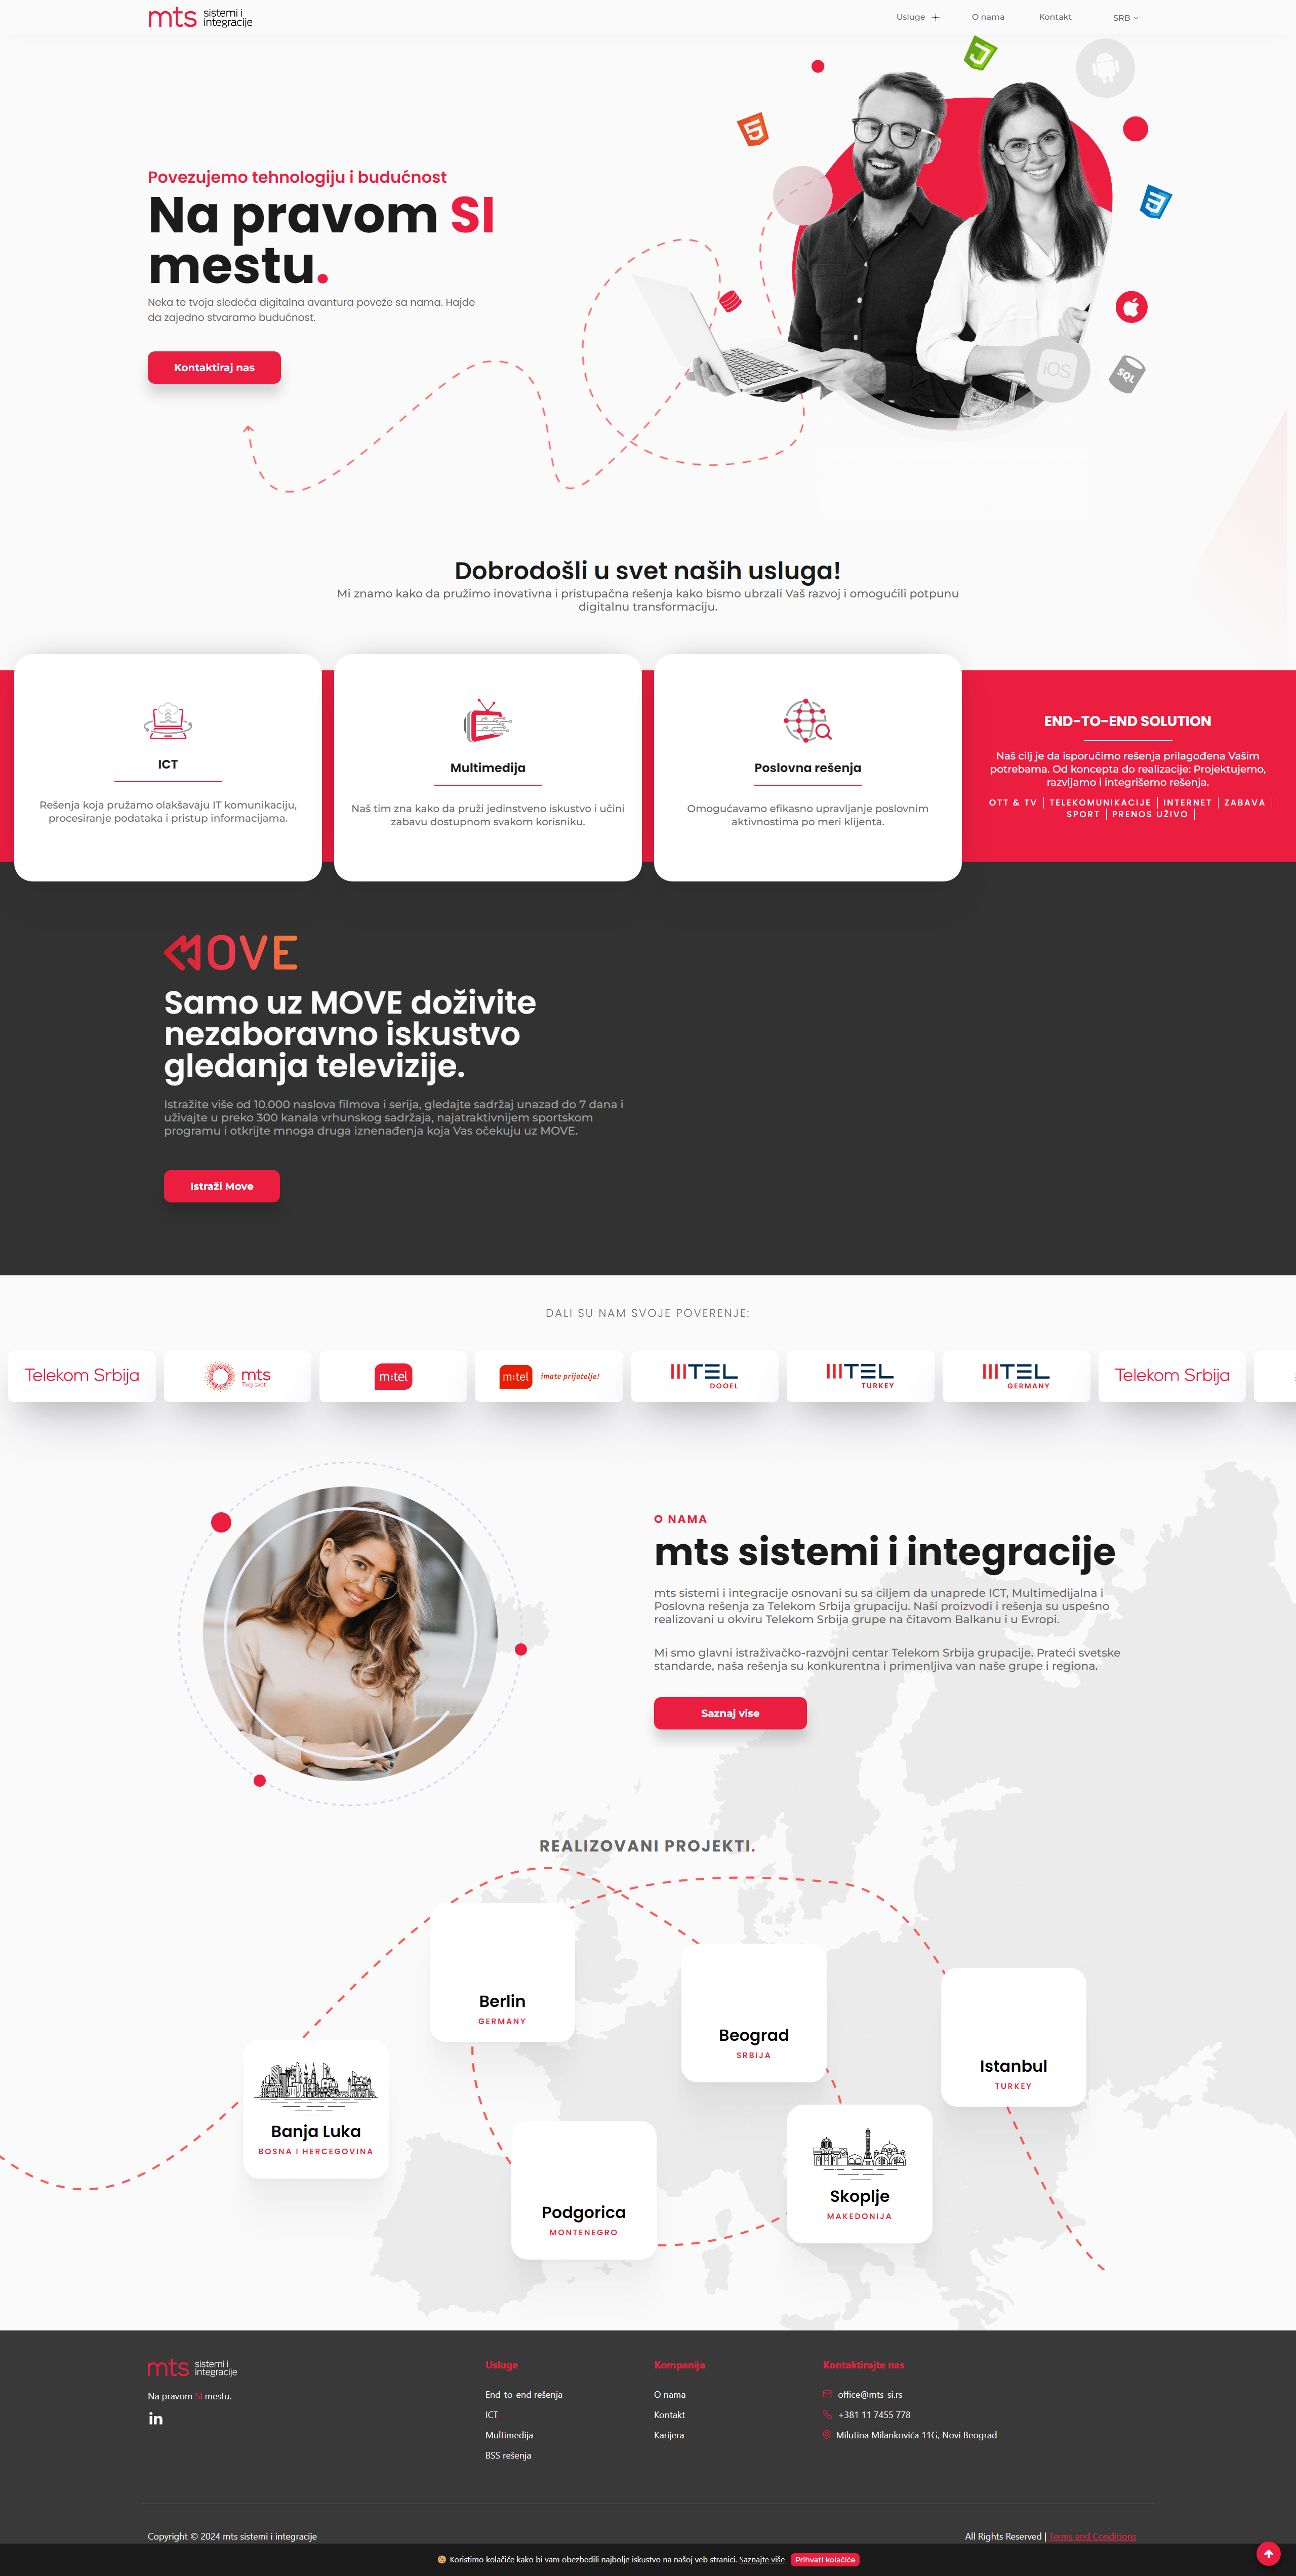 mts sistemi i
integracije
Usluge
O nama
Kontakt
SRB
Povezujemo tehnologiju i budućnost
Na pravom SI
mestu.
Neka te tvoja sledeća digitalna avantura poveže sa nama. Hajde
da zajedno stvaramo budućnost.
Kontaktiraj nas
iOS
SQL
Dobrodošli u svet naših usluga!
Mi znamo kako da pružimo inovativna i pristupačna rešenja kako bismo ubrzali Vaš razvoj i omogućili potpunu
digitalnu transformaciju.
ICT
Rešenja koja pružamo olakšavaju IT komunikaciju,
procesiranje podataka i pristup informacijama.
Multimedija
Naš tim zna kako da pruži jedinstveno iskustvo i učini
zabavu dostupnom svakom korisniku.
Poslovna rešenja
Omogućavamo efikasno upravljanje poslovnim
aktivnostima po meri klijenta.
END-TO-END SOLUTION
Naš cilj je da isporučimo rešenja prilagođena Vašim
potrebama. Od koncepta do realizacije: Projektujemo,
razvijamo i integrišemo rešenja.
OTT & TV | TELEKOMUNIKACIJE | INTERNET | ZABAVA |
SPORT | PRENOS UŽIVO |
MOVE
Samo uz MOVE doživite
nezaboravno iskustvo
gledanja televizije.
Istražite više od 10.000 naslova filmova i serija, gledajte sadržaj unazad do 7 dana i
uživajte u preko 300 kanala vrhunskog sadržaja, najatraktivnijem sportskom
programu i otkrijte mnoga druga iznenađenja koja Vas očekuju uz MOVE.
Istraži Move
DALI SU NAM SVOJE POVERENJE:
Telekom Srbija
mts
Tvoj svet
m:tel
m:tel imate prijatelje!
MTEL
DOOEL
MTEL
TURKEY
MTEL
GERMANY
Telekom Srbija
O NAMA
mts sistemi i integracije
mts sistemi i integracije osnovani su sa ciljem da unaprede ICT, Multimedijalna i
Poslovna rešenja za Telekom Srbija grupaciju. Naši proizvodi i rešenja su uspešno
realizovani u okviru Telekom Srbija grupe na čitavom Balkanu i u Evropi.
Mi smo glavni istraživačko-razvojni centar Telekom Srbija grupacije. Prateći svetske
standarde, naša rešenja su konkurentna i primenljiva van naše grupe i regiona.
Saznaj vise
REALIZOVANI PROJEKTI.
Berlin
GERMANY
Beograd
SRBIJA
Istanbul
TURKEY
Banja Luka
BOSNA I HERCEGOVINA
Podgorica
MONTENEGRO
Skoplje
MAKEDONIJA
mts sistemi i
integracije
Na pravom SI mestu.
in
Usluge
End-to-end rešenja
ICT
Multimedija
BSS rešenja
Kompanija
O nama
Kontakt
Karijera
Kontaktirajte nas
office@mts-si.rs
+381 11 7455 778
Milutina Milankovića 11G, Novi Beograd
Copyright © 2024 mts sistemi i integracije
All Rights Reserved | Terms and Conditions
Koristimo kolačiće kako bi vam obezbedili najbolje iskustvo na našoj veb stranici. Saznajte više Prihvati kolačiće